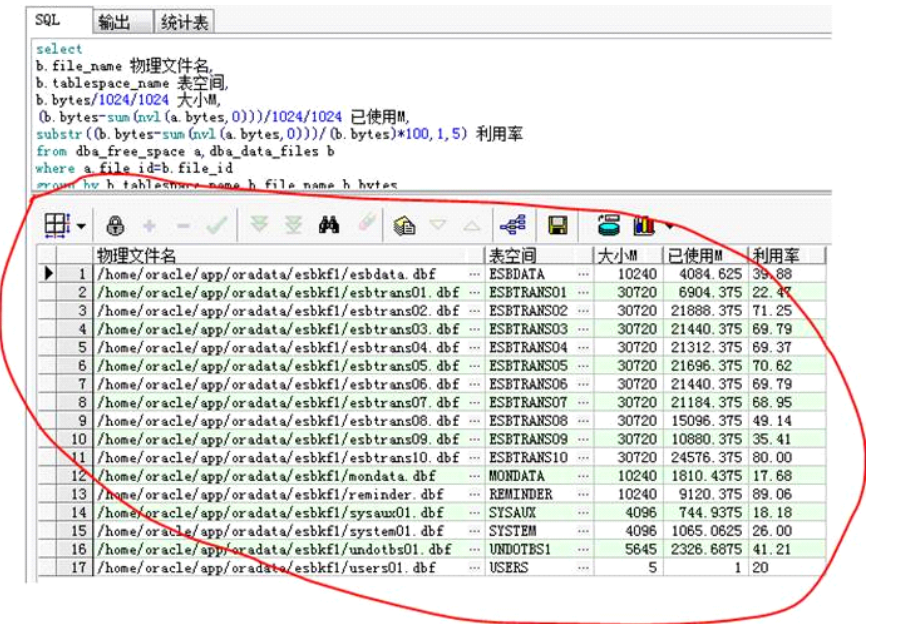 SQL 输出 统计表
select
b.file_name 物理文件名,
b.tablespace_name 表空间,
b.bytes/1024/1024 大小M,
(b.bytes-sum(nvl(a.bytes,0)))/1024/1024 已使用M,
substr((b.bytes-sum(nvl(a.bytes,0)))/(b.bytes)*100,1,5) 利用率
from dba_free_space a,dba_data_files b
where a.file_id=b.file_id
group by b.tablespace_name,b.file_name,b.bytes
物理文件名 表空间 大小M 已使用M 利用率
1 /home/oracle/app/oradata/esbkf1/esbdata.dbf ... ESBDATA ... 10240 4084.625 39.88
2 /home/oracle/app/oradata/esbkf1/esbtrans01.dbf ... ESBTRANS01 ... 30720 6904.375 22.47
3 /home/oracle/app/oradata/esbkf1/esbtrans02.dbf ... ESBTRANS02 ... 30720 21888.375 71.25
4 /home/oracle/app/oradata/esbkf1/esbtrans03.dbf ... ESBTRANS03 ... 30720 21440.375 69.79
5 /home/oracle/app/oradata/esbkf1/esbtrans04.dbf ... ESBTRANS04 ... 30720 21312.375 69.37
6 /home/oracle/app/oradata/esbkf1/esbtrans05.dbf ... ESBTRANS05 ... 30720 21696.375 70.62
7 /home/oracle/app/oradata/esbkf1/esbtrans06.dbf ... ESBTRANS06 ... 30720 21440.375 69.79
8 /home/oracle/app/oradata/esbkf1/esbtrans07.dbf ... ESBTRANS07 ... 30720 21184.375 68.95
9 /home/oracle/app/oradata/esbkf1/esbtrans08.dbf ... ESBTRANS08 ... 30720 15096.375 49.14
10 /home/oracle/app/oradata/esbkf1/esbtrans09.dbf ... ESBTRANS09 ... 30720 10880.375 35.41
11 /home/oracle/app/oradata/esbkf1/esbtrans10.dbf ... ESBTRANS10 ... 30720 24576.375 80.00
12 /home/oracle/app/oradata/esbkf1/mondata.dbf ... MONDATA ... 10240 1810.4375 17.68
13 /home/oracle/app/oradata/esbkf1/reminder.dbf ... REMINDER ... 10240 9120.375 89.06
14 /home/oracle/app/oradata/esbkf1/sysaux01.dbf ... SYSAUX ... 4096 744.9375 18.18
15 /home/oracle/app/oradata/esbkf1/system01.dbf ... SYSTEM ... 4096 1065.0625 26.00
16 /home/oracle/app/oradata/esbkf1/undotbs01.dbf ... UNDOTBS1 ... 5645 2326.6875 41.21
17 /home/oracle/app/oradata/esbkf1/users01.dbf ... USERS ... 5 1 20